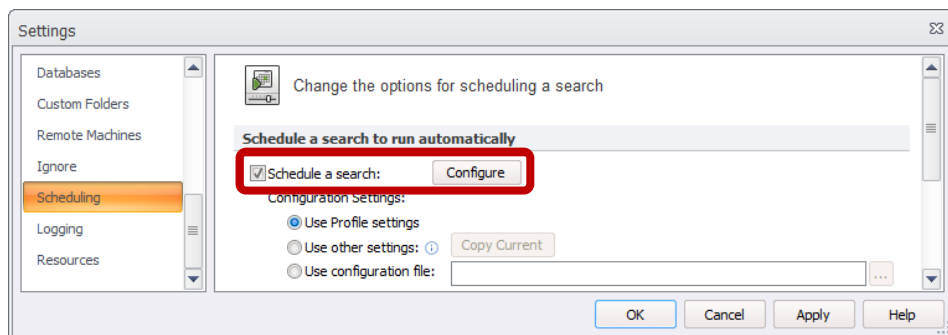 Settings
Databases
Custom Folders
Remote Machines
Ignore
Scheduling
Logging
Resources
Change the options for scheduling a search
Schedule a search to run automatically
Schedule a search: Configure
Configuration Settings:
Use Profile settings
Use other settings: Copy Current
Use configuration file: ...
OK Cancel Apply Help